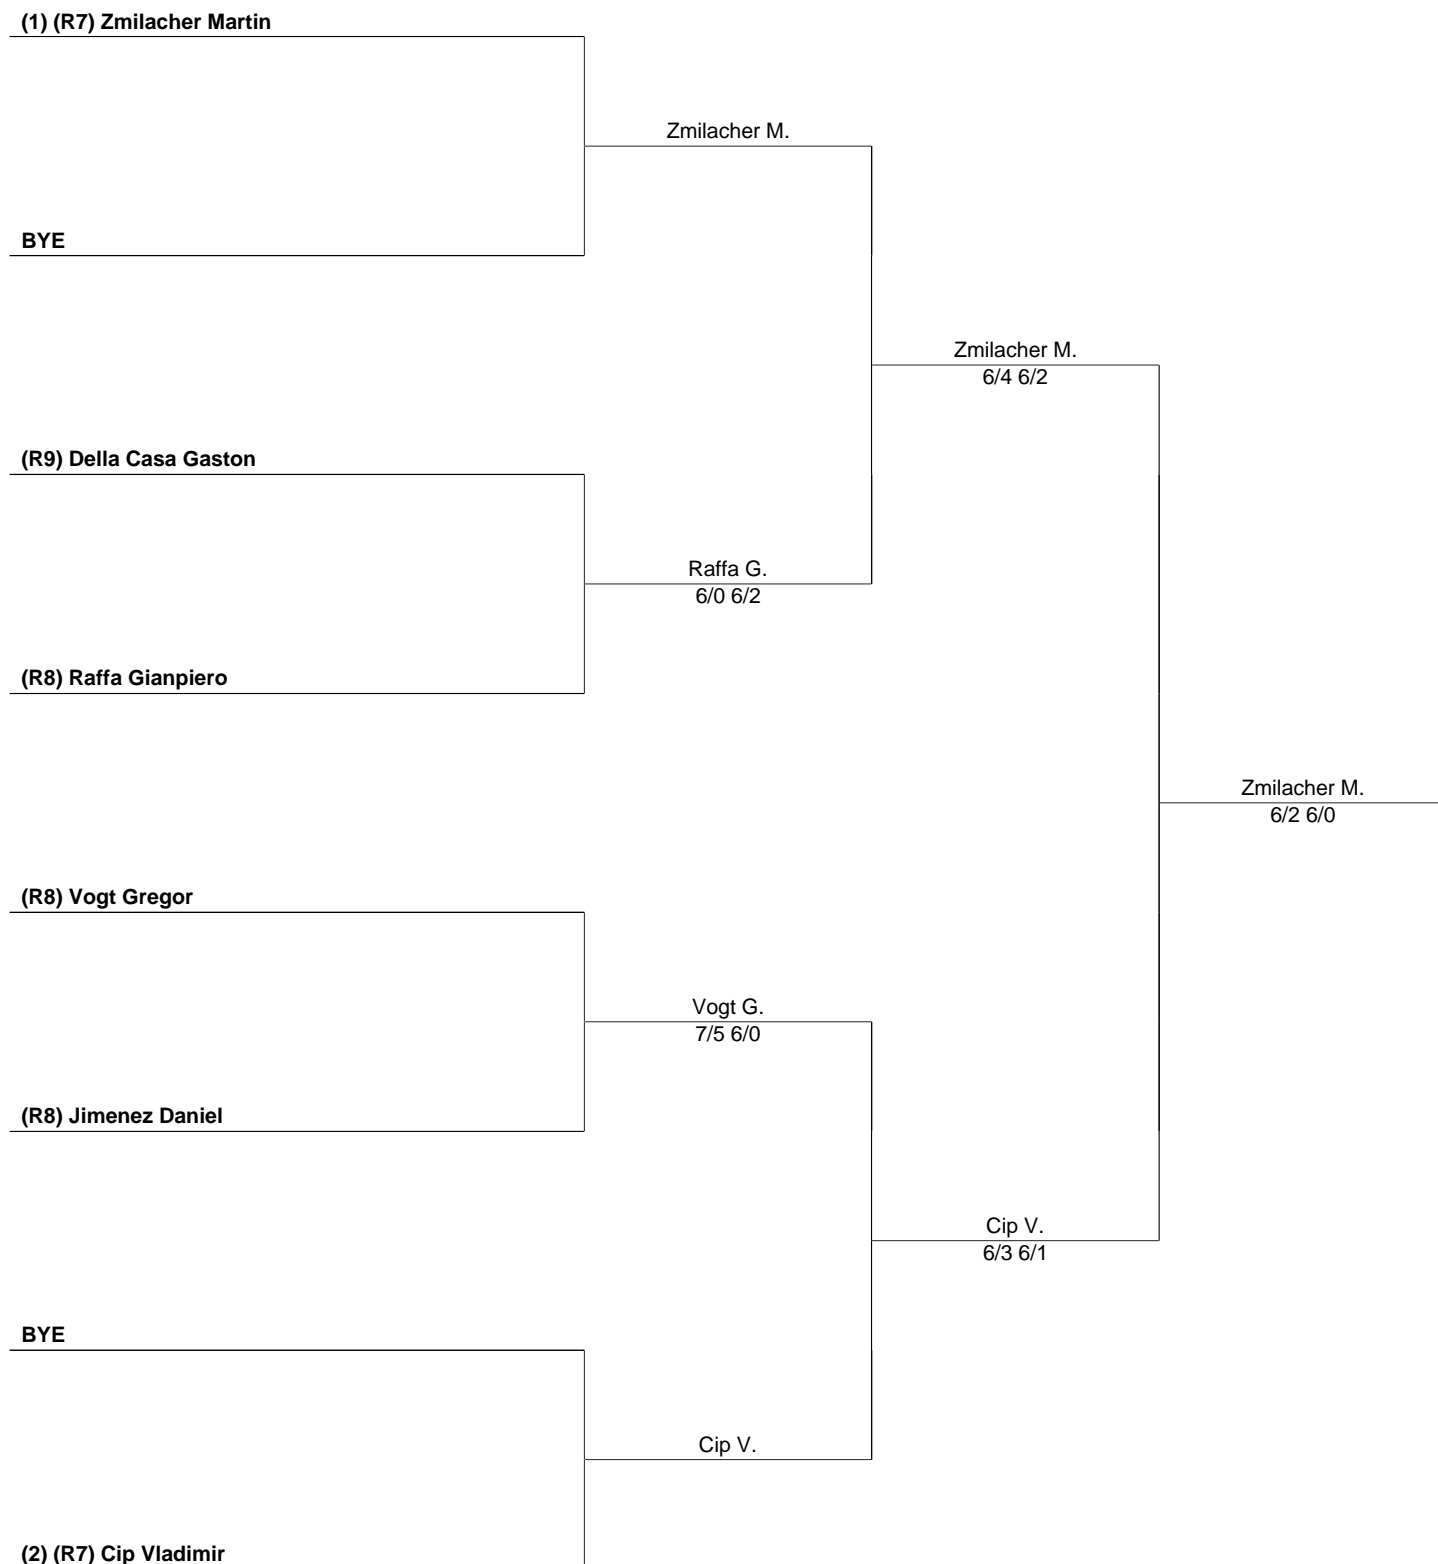 (1) (R7) Zmilacher Martin
Zmilacher M.
BYE
Zmilacher M.
6/4 6/2
(R9) Della Casa Gaston
Raffa G.
6/0 6/2
(R8) Raffa Gianpiero
Zmilacher M.
6/2 6/0
(R8) Vogt Gregor
Vogt G.
7/5 6/0
(R8) Jimenez Daniel
Cip V.
6/3 6/1
BYE
Cip V.
(2) (R7) Cip Vladimir